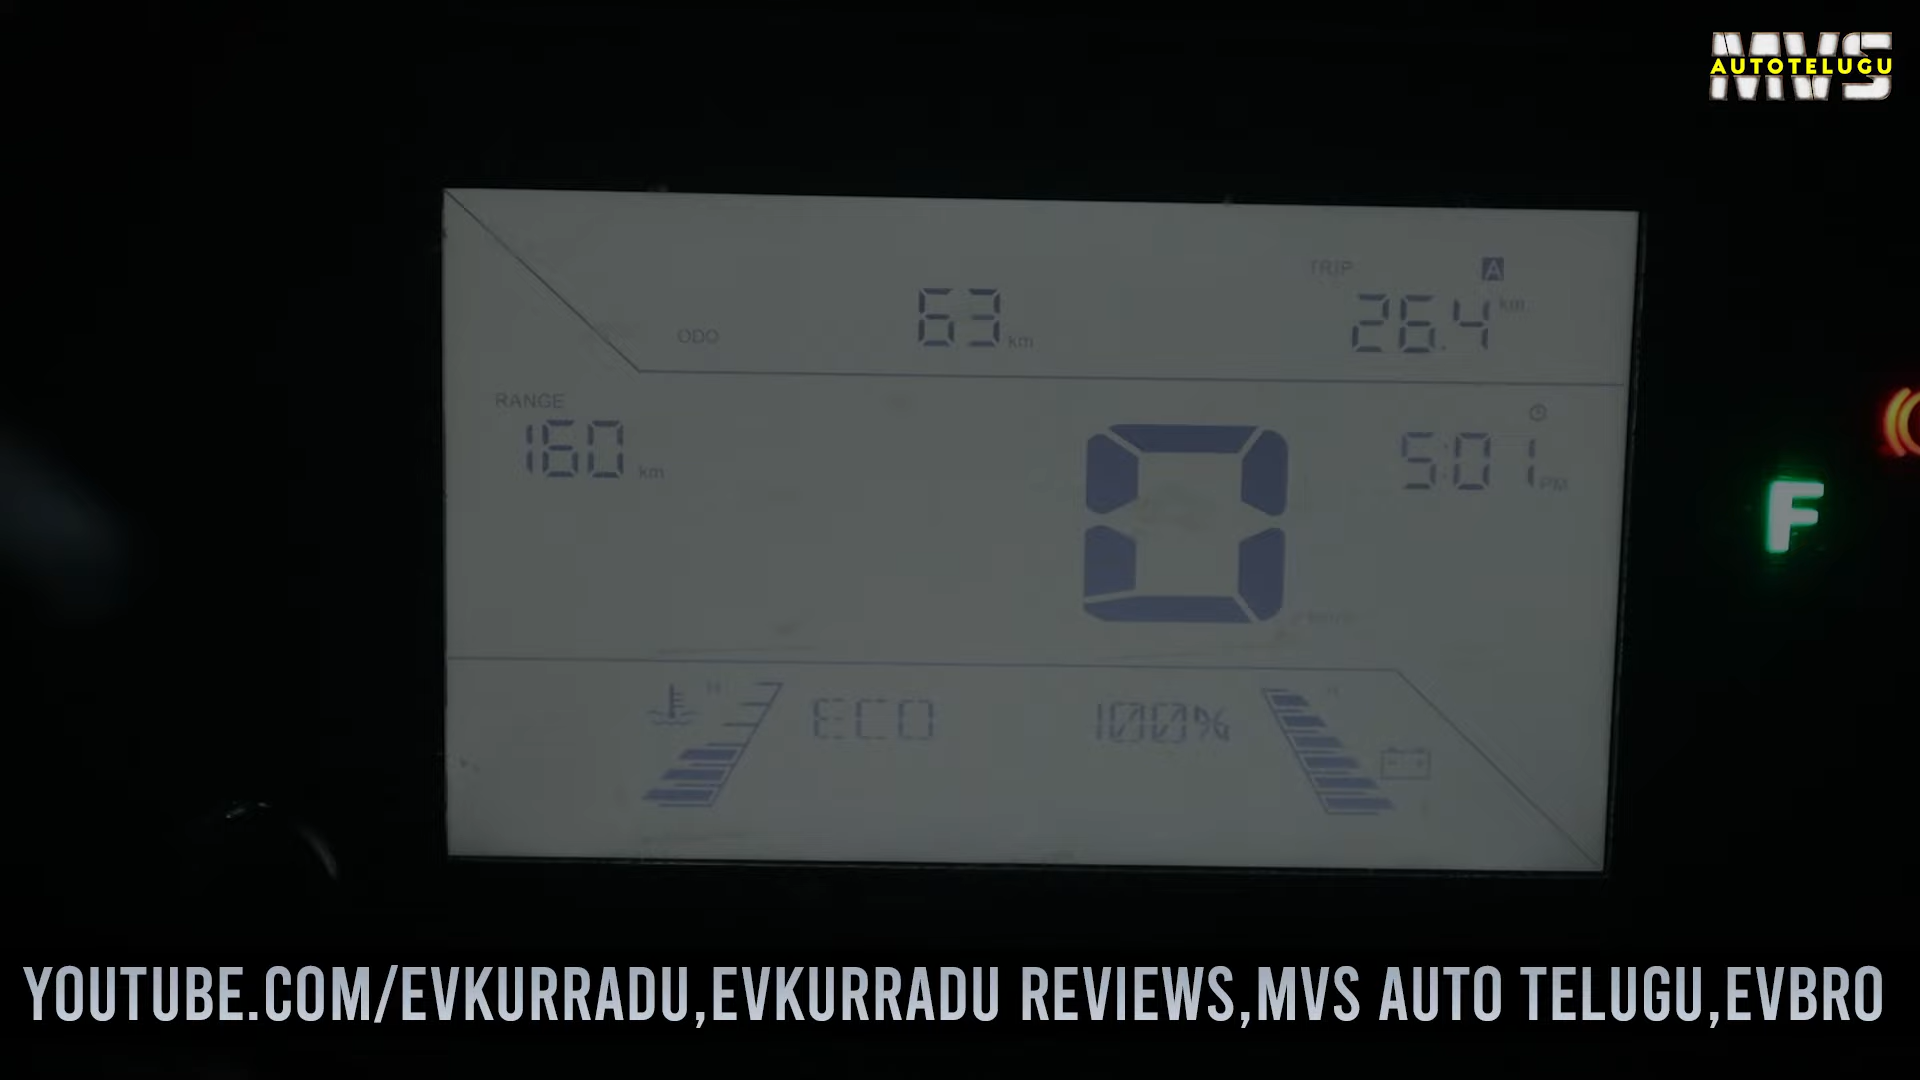 MVS
AUTOTELUGU
TRIP A
ODO 63 km 26.4 km
RANGE
160 km
5:01 PM
0
F
H ECO 100%
YOUTUBE.COM/EVKURRADU,EVKURRADU REVIEWS,MVS AUTO TELUGU,EVBRO